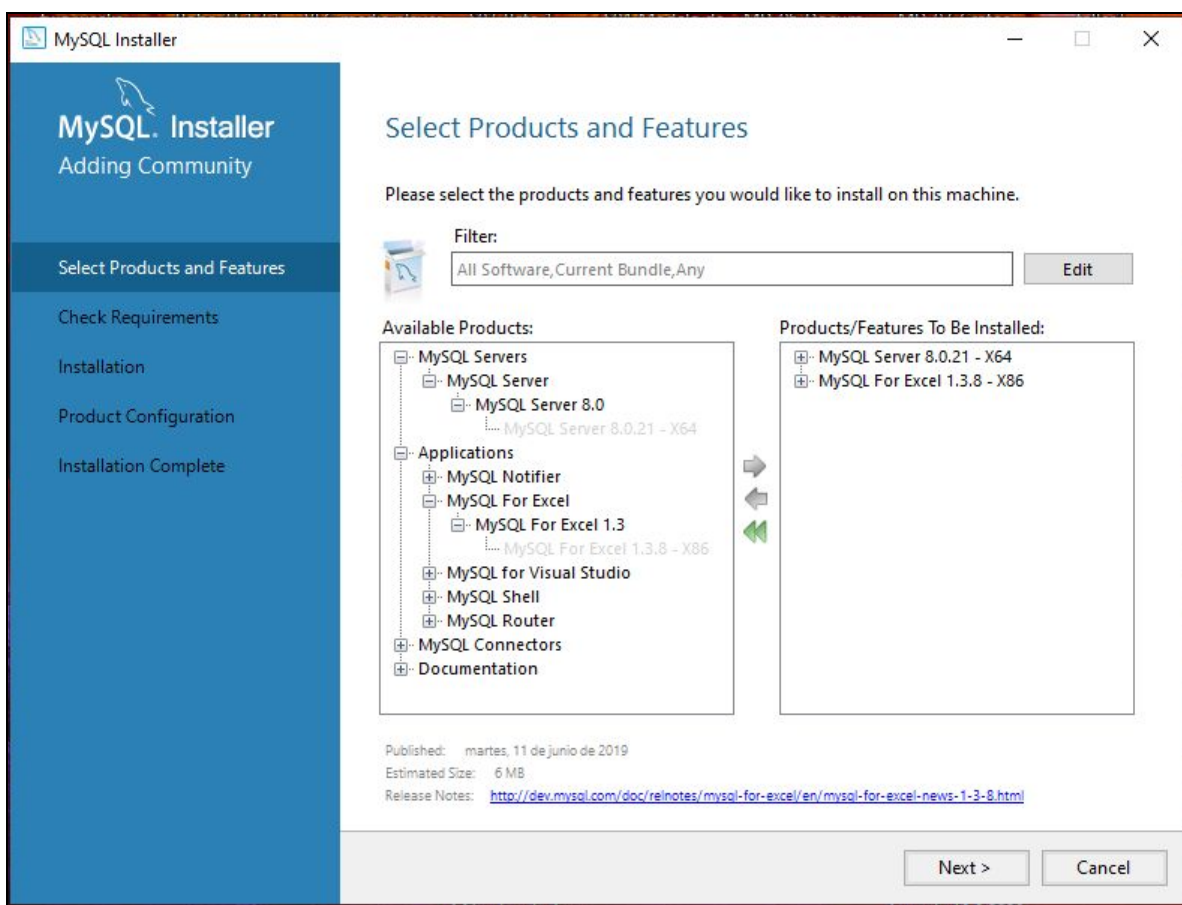 MySQL Installer
MySQL. Installer
Adding Community
Select Products and Features
Check Requirements
Installation
Product Configuration
Installation Complete
Select Products and Features
Please select the products and features you would like to install on this machine.
Filter:
All Software,Current Bundle,Any
Edit
Available Products:
MySQL Servers
MySQL Server
MySQL Server 8.0
MySQL Server 8.0.21 - X64
Applications
MySQL Notifier
MySQL For Excel
MySQL For Excel 1.3
MySQL For Excel 1.3.8 - X86
MySQL for Visual Studio
MySQL Shell
MySQL Router
MySQL Connectors
Documentation
Products/Features To Be Installed:
MySQL Server 8.0.21 - X64
MySQL For Excel 1.3.8 - X86
Published: martes, 11 de junio de 2019
Estimated Size: 6 MB
Release Notes: http://dev.mysql.com/doc/relnotes/mysql-for-excel/en/mysql-for-excel-news-1-3-8.html
Next >
Cancel